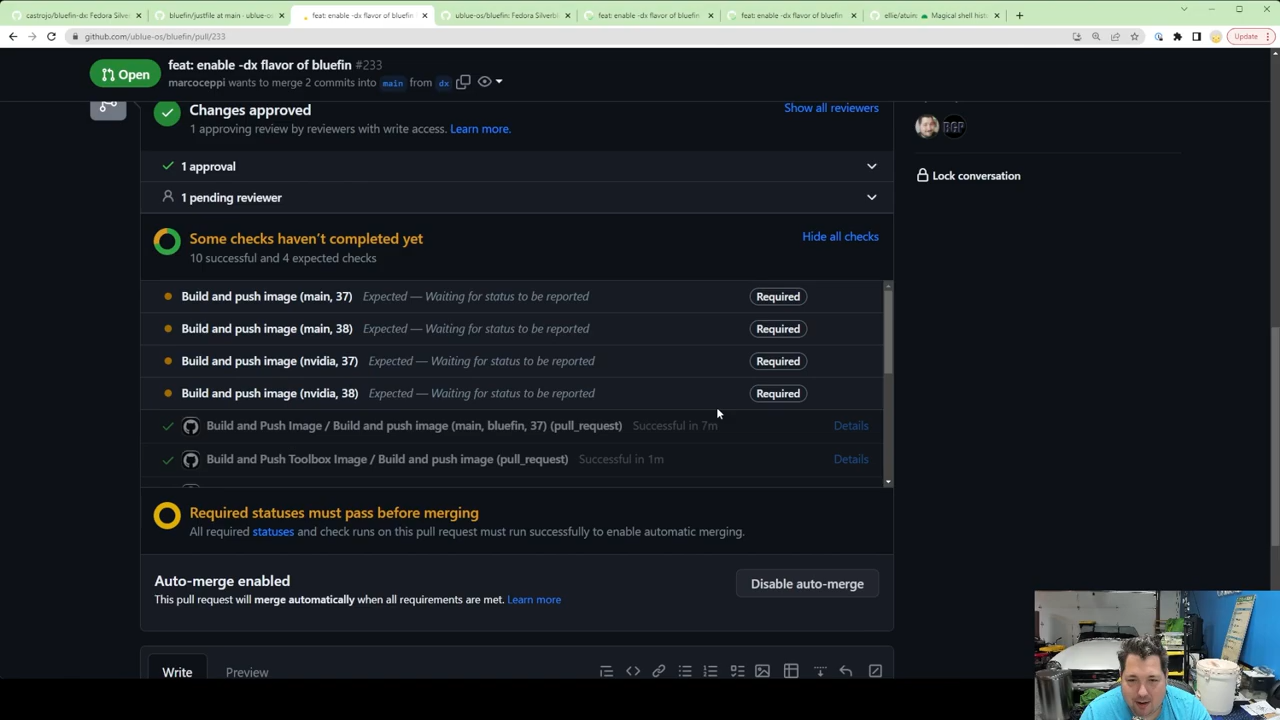 castrojo/bluefin-dx: Fedora Silver
bluefin/justfile at main · ublue-os
feat: enable -dx flavor of bluefin
ublue-os/bluefin: Fedora Silverb
feat: enable -dx flavor of bluefin
feat: enable -dx flavor of bluefin
ellie/atuin: Magical shell hist
github.com/ublue-os/bluefin/pull/233
Update
Open
feat: enable -dx flavor of bluefin #233
marcoceppi wants to merge 2 commits into main from dx
Changes approved
Show all reviewers
1 approving review by reviewers with write access. Learn more.
1 approval
1 pending reviewer
Lock conversation
Some checks haven't completed yet
Hide all checks
10 successful and 4 expected checks
Build and push image (main, 37) Expected — Waiting for status to be reported Required
Build and push image (main, 38) Expected — Waiting for status to be reported Required
Build and push image (nvidia, 37) Expected — Waiting for status to be reported Required
Build and push image (nvidia, 38) Expected — Waiting for status to be reported Required
Build and Push Image / Build and push image (main, bluefin, 37) (pull_request) Successful in 7m Details
Build and Push Toolbox Image / Build and push image (pull_request) Successful in 1m Details
Required statuses must pass before merging
All required statuses and check runs on this pull request must run successfully to enable automatic merging.
Auto-merge enabled
Disable auto-merge
This pull request will merge automatically when all requirements are met. Learn more
Write Preview